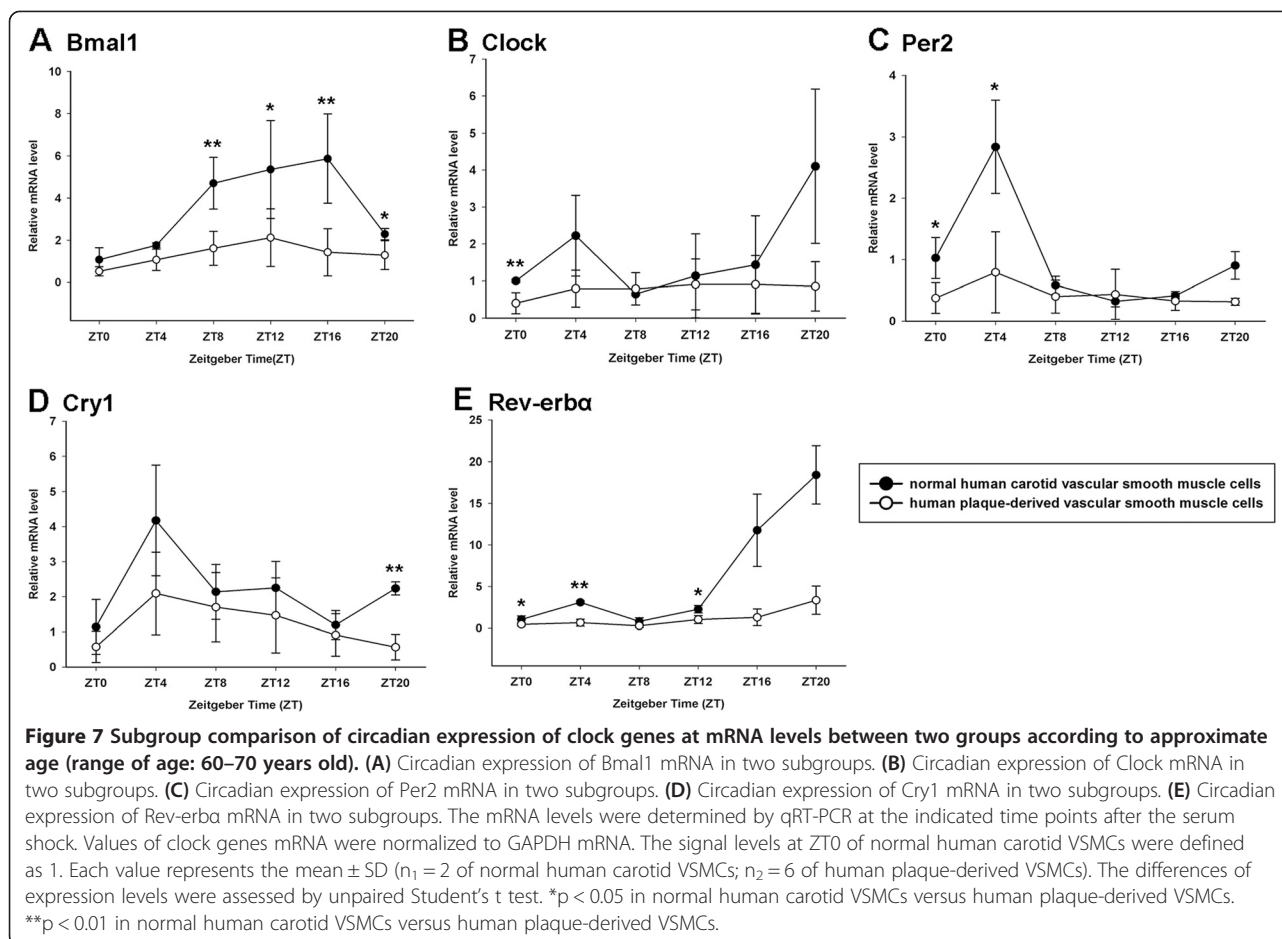 A Bmal1
10
8
6
4
2
0
Relative mRNA level
**
*
**
*
ZT0 ZT4 ZT8 ZT12 ZT16 ZT20
Zeitgeber Time(ZT)
B Clock
7
6
5
4
3
2
1
0
Relative mRNA level
**
ZT0 ZT4 ZT8 ZT12 ZT16 ZT20
Zeitgeber Time (ZT)
C Per2
4
3
2
1
0
Relative mRNA level
*
*
ZT0 ZT4 ZT8 ZT12 ZT16 ZT20
Zeitgeber Time (ZT)
D Cry1
7
6
5
4
3
2
1
0
Relative mRNA level
**
ZT0 ZT4 ZT8 ZT12 ZT16 ZT20
Zeitgeber Time (ZT)
E Rev-erbα
25
20
15
10
5
0
Relative mRNA level
*
**
*
ZT0 ZT4 ZT8 ZT12 ZT16 ZT20
Zeitgeber Time (ZT)
normal human carotid vascular smooth muscle cells
human plaque-derived vascular smooth muscle cells
Figure 7 Subgroup comparison of circadian expression of clock genes at mRNA levels between two groups according to approximate
age (range of age: 60–70 years old). (A) Circadian expression of Bmal1 mRNA in two subgroups. (B) Circadian expression of Clock mRNA in
two subgroups. (C) Circadian expression of Per2 mRNA in two subgroups. (D) Circadian expression of Cry1 mRNA in two subgroups. (E) Circadian
expression of Rev-erbα mRNA in two subgroups. The mRNA levels were determined by qRT-PCR at the indicated time points after the serum
shock. Values of clock genes mRNA were normalized to GAPDH mRNA. The signal levels at ZT0 of normal human carotid VSMCs were defined
as 1. Each value represents the mean ± SD (n₁ = 2 of normal human carotid VSMCs; n₂ = 6 of human plaque-derived VSMCs). The differences of
expression levels were assessed by unpaired Student's t test. *p < 0.05 in normal human carotid VSMCs versus human plaque-derived VSMCs.
**p < 0.01 in normal human carotid VSMCs versus human plaque-derived VSMCs.